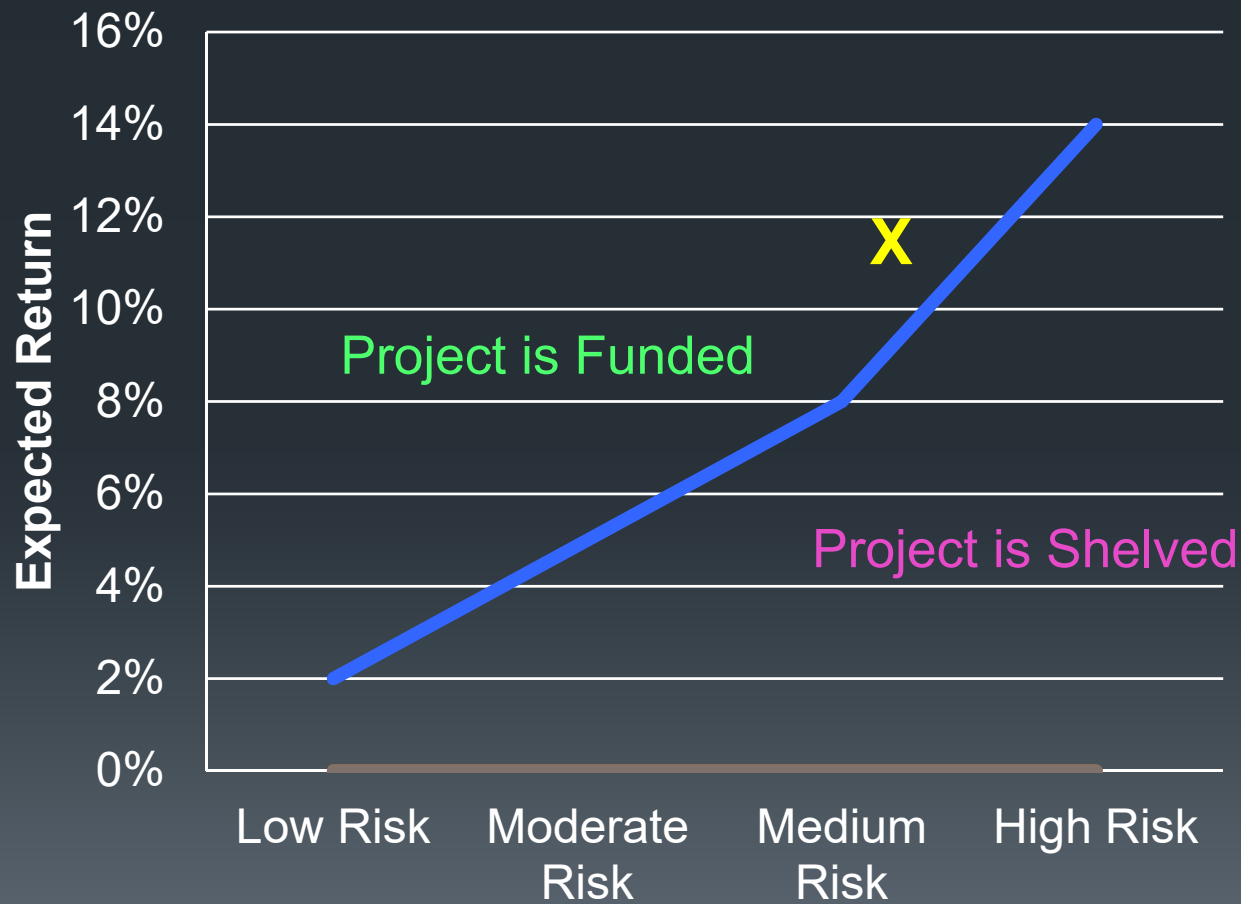 16%
14%
12%
10%
8%
6%
4%
2%
0%
Expected Return
X
Project is Funded
Project is Shelved
Low Risk
Moderate
Risk
Medium
Risk
High Risk